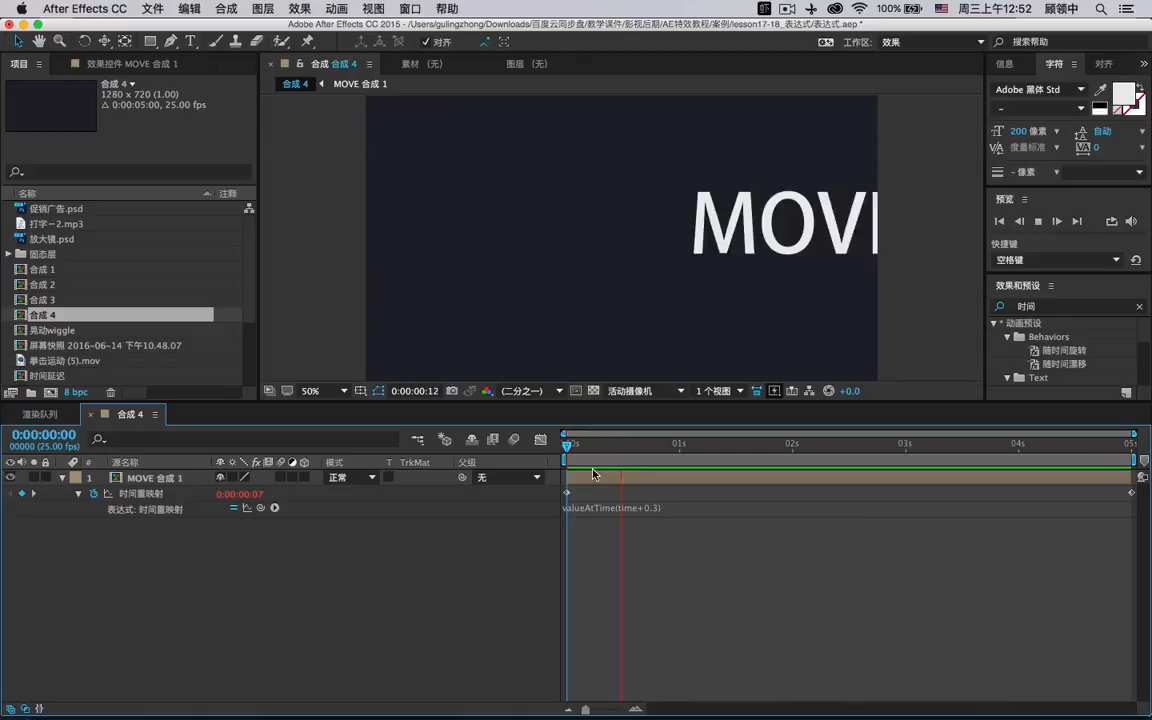 After Effects CC 文件 编辑 合成 图层 效果 动画 视图 窗口 帮助 100% 周三上午12:52 顾领中
Adobe After Effects CC 2015 - /Users/gulingzhong/Downloads/百度云同步盘/教学课件/影视后期/AE特效教程/案例/lesson17-18_表达式/表达式.aep *
对齐 工作区: 效果 搜索帮助
项目 效果控件 MOVE 合成 1 合成 合成 4 素材 (无) 图层 (无) 信息 字符 对齐
合成 4 MOVE 合成 1
合成 4
1280 x 720 (1.00)
Δ 0:00:05:00, 25.00 fps
名称 注释
促销广告.psd
打字-2.mp3
放大镜.psd
固态层
合成 1
合成 2
合成 3
合成 4
晃动wiggle
屏幕快照 2016-06-14 下午10.48.07
拳击运动 (5).mov
时间延迟
8 bpc
MOVE
50% 0:00:00:12 (二分之一) 活动摄像机 1 个视图 +0.0
Adobe 黑体 Std
-
200 像素 自动
度量标准 0
- 像素
预览
快捷键
空格键
效果和预设
时间
* 动画预设
Behaviors
随时间旋转
随时间漂移
Text
渲染队列 合成 4
0:00:00:00
00000 (25.00 fps)
00s 01s 02s 03s 04s 05s
# 源名称 模式 T TrkMat 父级
1 MOVE 合成 1 正常 无
时间重映射 0:00:00:07
表达式: 时间重映射 valueAtTime(time+0.3)